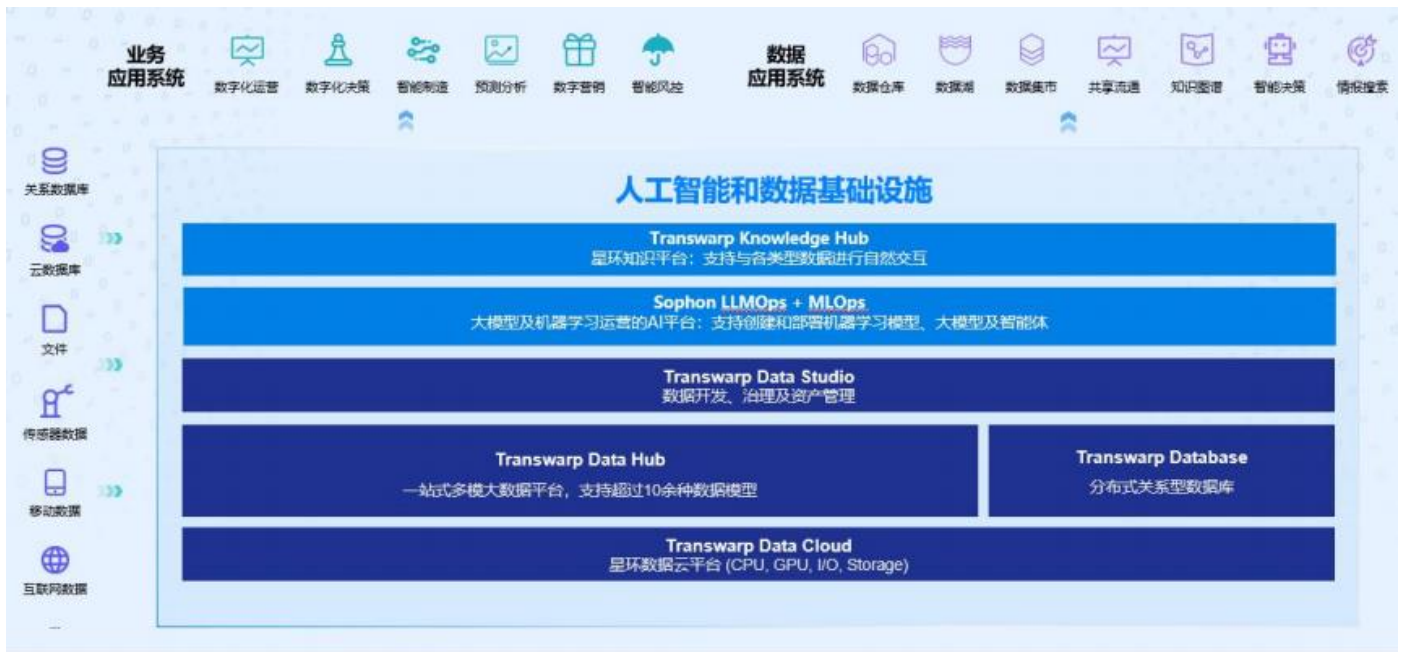 业务
应用系统
数字化运营
数字化决策
智能制造
预测分析
数字营销
智能风控
数据
应用系统
数据仓库
数据湖
数据集市
共享流通
知识图谱
智能决策
情报搜索
关系数据库
云数据库
文件
传感器数据
移动数据
互联网数据
...
人工智能和数据基础设施
Transwarp Knowledge Hub
星环知识平台：支持与各类型数据进行自然交互
Sophon LLMOps + MLOps
大模型及机器学习运营的AI平台：支持创建和部署机器学习模型、大模型及智能体
Transwarp Data Studio
数据开发、治理及资产管理
Transwarp Data Hub
一站式多模大数据平台，支持超过10余种数据模型
Transwarp Database
分布式关系型数据库
Transwarp Data Cloud
星环数据云平台 (CPU, GPU, I/O, Storage)